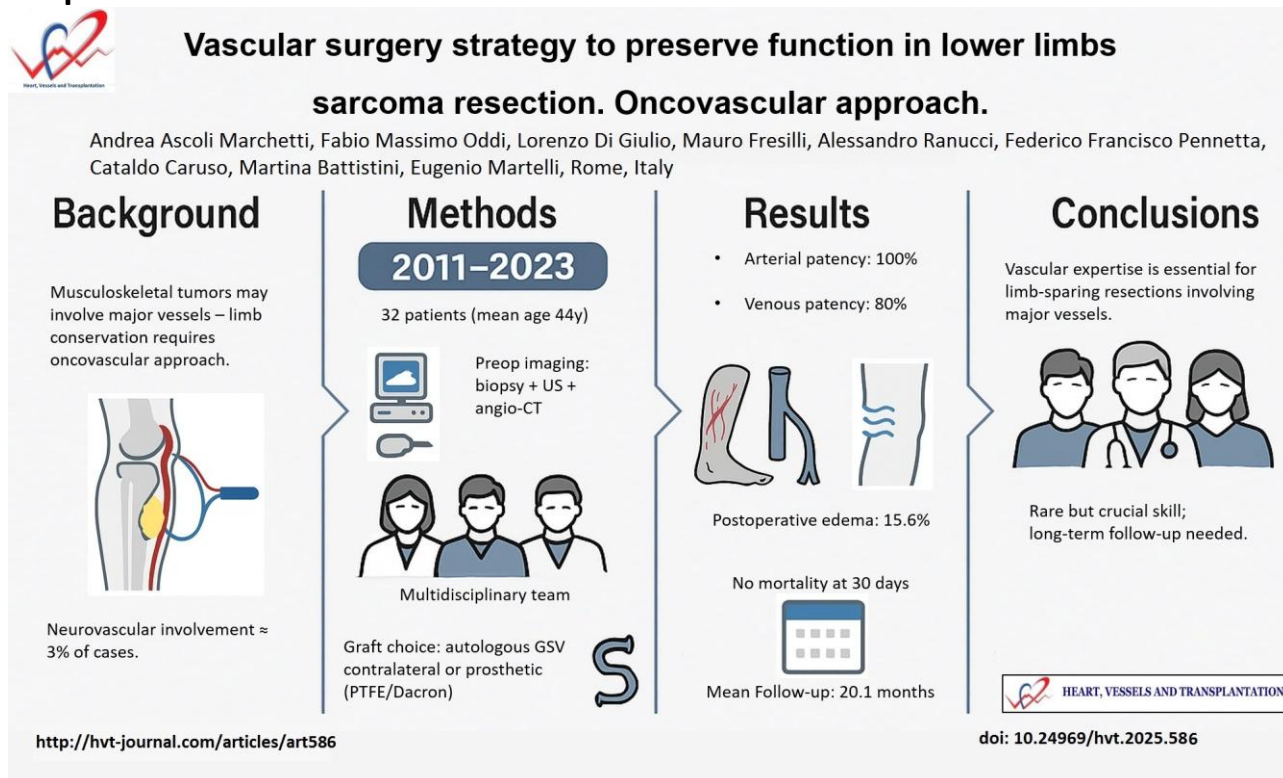 Heart, Vessels and Transplantation
Vascular surgery strategy to preserve function in lower limbs
sarcoma resection. Oncovascular approach.
Andrea Ascoli Marchetti, Fabio Massimo Oddi, Lorenzo Di Giulio, Mauro Fresilli, Alessandro Ranucci, Federico Francisco Pennetta,
Cataldo Caruso, Martina Battistini, Eugenio Martelli, Rome, Italy
Background
Musculoskeletal tumors may
involve major vessels – limb
conservation requires
oncovascular approach.
Neurovascular involvement ≈
3% of cases.
Methods
2011–2023
32 patients (mean age 44y)
Preop imaging:
biopsy + US +
angio-CT
Multidisciplinary team
Graft choice: autologous GSV
contralateral or prosthetic
(PTFE/Dacron)
Results
• Arterial patency: 100%
• Venous patency: 80%
Postoperative edema: 15.6%
No mortality at 30 days
Mean Follow-up: 20.1 months
Conclusions
Vascular expertise is essential for
limb-sparing resections involving
major vessels.
Rare but crucial skill;
long-term follow-up needed.
HEART, VESSELS AND TRANSPLANTATION
http://hvt-journal.com/articles/art586
doi: 10.24969/hvt.2025.586